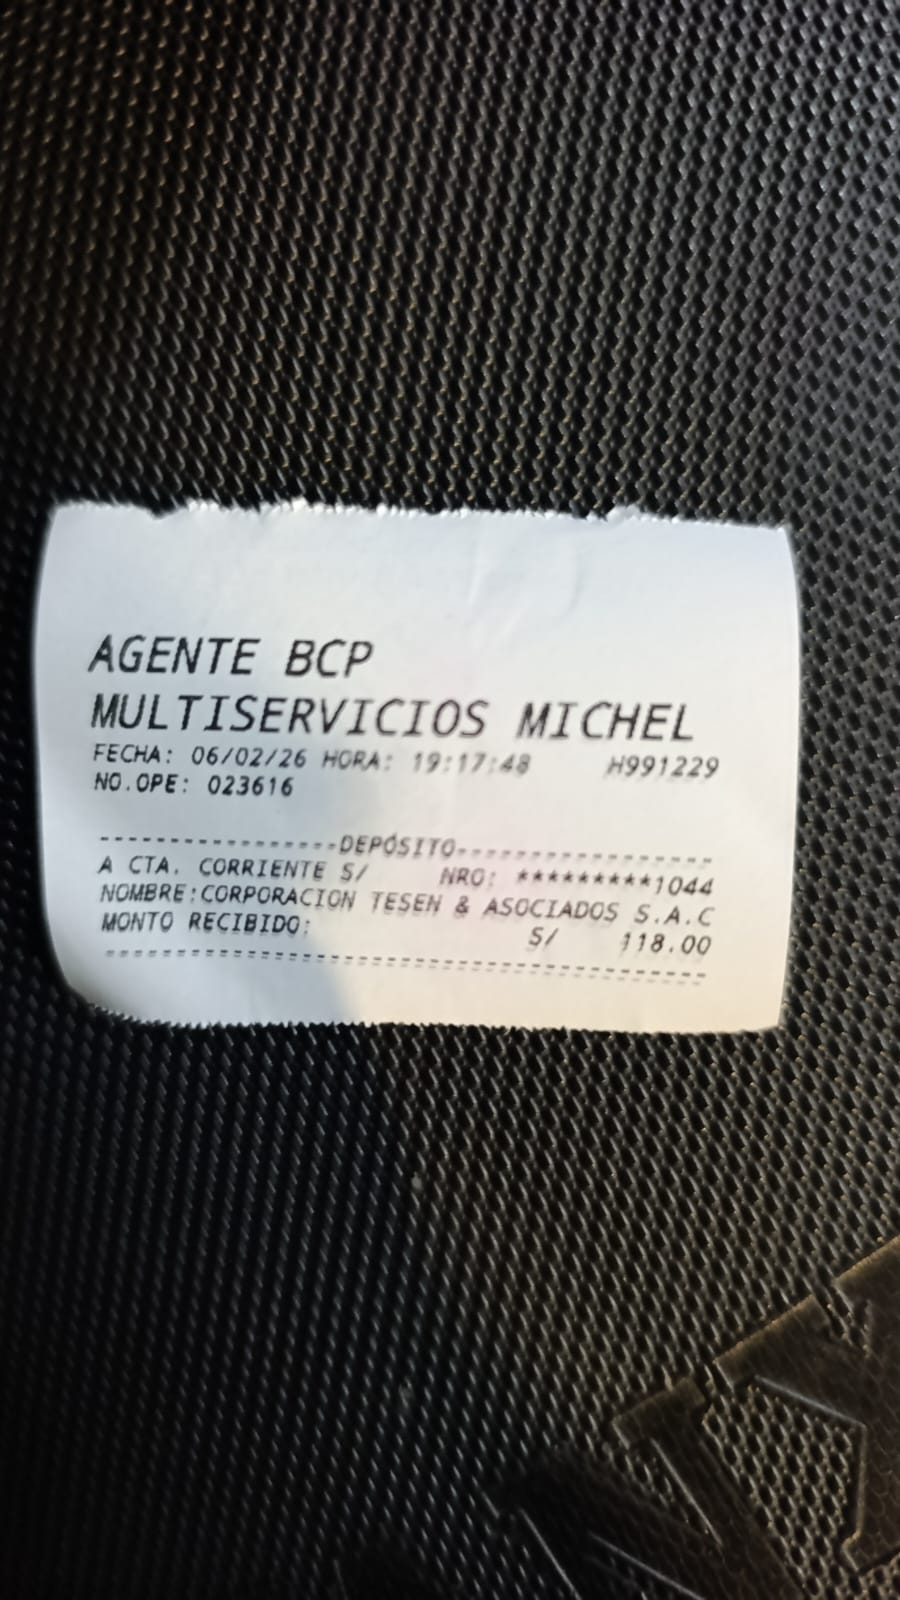 AGENTE BCP
MULTISERVICIOS MICHEL
FECHA: 06/02/26 HORA: 19:17:48 H991229
NO.OPE: 023616
-----------------DEPÓSITO------------------
A CTA. CORRIENTE S/ NRO: *********1044
NOMBRE:CORPORACION TESEN & ASOCIADOS S.A.C
MONTO RECIBIDO: S/ 118.00